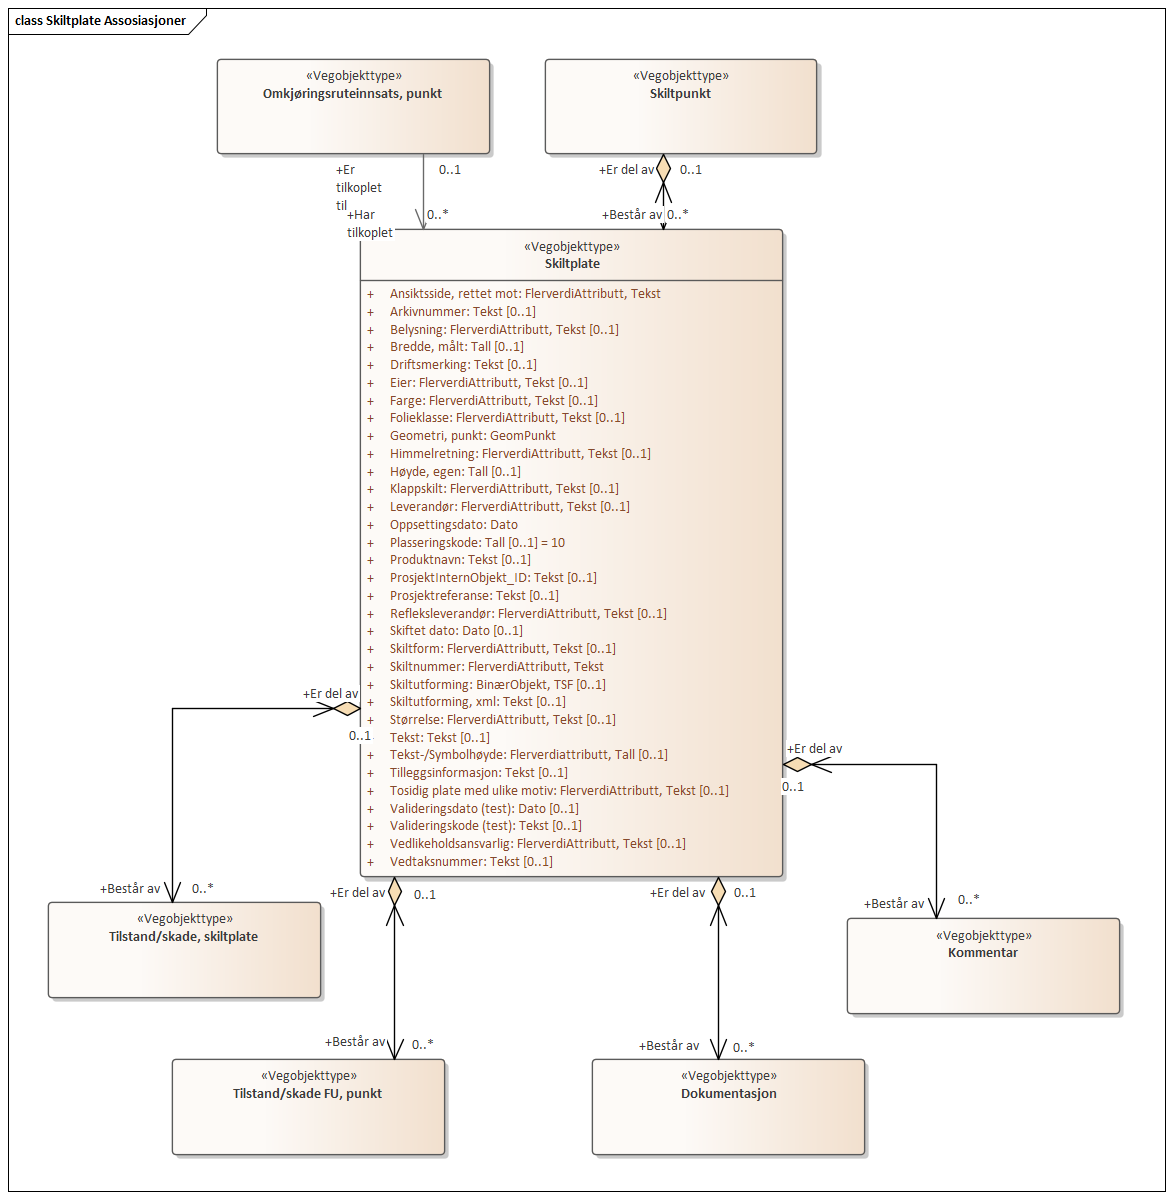 class Skiltplate Assosiasjoner
«Vegobjekttype»
Omkjøringsruteinnsats, punkt
«Vegobjekttype»
Skiltpunkt
+Er
tilkoplet
til
0..1
+Har
tilkoplet
0..*
+Er del av
0..1
+Består av
0..*
«Vegobjekttype»
Skiltplate
+ Ansiktsside, rettet mot: FlerverdiAttributt, Tekst
+ Arkivnummer: Tekst [0..1]
+ Belysning: FlerverdiAttributt, Tekst [0..1]
+ Bredde, målt: Tall [0..1]
+ Driftsmerking: Tekst [0..1]
+ Eier: FlerverdiAttributt, Tekst [0..1]
+ Farge: FlerverdiAttributt, Tekst [0..1]
+ Folieklasse: FlerverdiAttributt, Tekst [0..1]
+ Geometri, punkt: GeomPunkt
+ Himmelretning: FlerverdiAttributt, Tekst [0..1]
+ Høyde, egen: Tall [0..1]
+ Klappskilt: FlerverdiAttributt, Tekst [0..1]
+ Leverandør: FlerverdiAttributt, Tekst [0..1]
+ Oppsettingsdato: Dato
+ Plasseringskode: Tall [0..1] = 10
+ Produktnavn: Tekst [0..1]
+ ProsjektInternObjekt_ID: Tekst [0..1]
+ Prosjektreferanse: Tekst [0..1]
+ Refleksleverandør: FlerverdiAttributt, Tekst [0..1]
+ Skiftet dato: Dato [0..1]
+ Skiltform: FlerverdiAttributt, Tekst [0..1]
+ Skiltnummer: FlerverdiAttributt, Tekst
+ Skiltutforming: BinærObjekt, TSF [0..1]
+ Skiltutforming, xml: Tekst [0..1]
+ Størrelse: FlerverdiAttributt, Tekst [0..1]
Tekst: Tekst [0..1]
+ Tekst-/Symbolhøyde: Flerverdiattributt, Tall [0..1]
+ Tilleggsinformasjon: Tekst [0..1]
+ Tosidig plate med ulike motiv: FlerverdiAttributt, Tekst [0..1]
+ Valideringsdato (test): Dato [0..1]
+ Valideringskode (test): Tekst [0..1]
+ Vedlikeholdsansvarlig: FlerverdiAttributt, Tekst [0..1]
+ Vedtaksnummer: Tekst [0..1]
+Er del av
0..1
+Består av
0..*
«Vegobjekttype»
Tilstand/skade, skiltplate
+Er del av
0..1
+Består av
0..*
«Vegobjekttype»
Tilstand/skade FU, punkt
+Er del av
0..1
+Består av
0..*
«Vegobjekttype»
Dokumentasjon
+Er del av
0..1
+Består av
0..*
«Vegobjekttype»
Kommentar